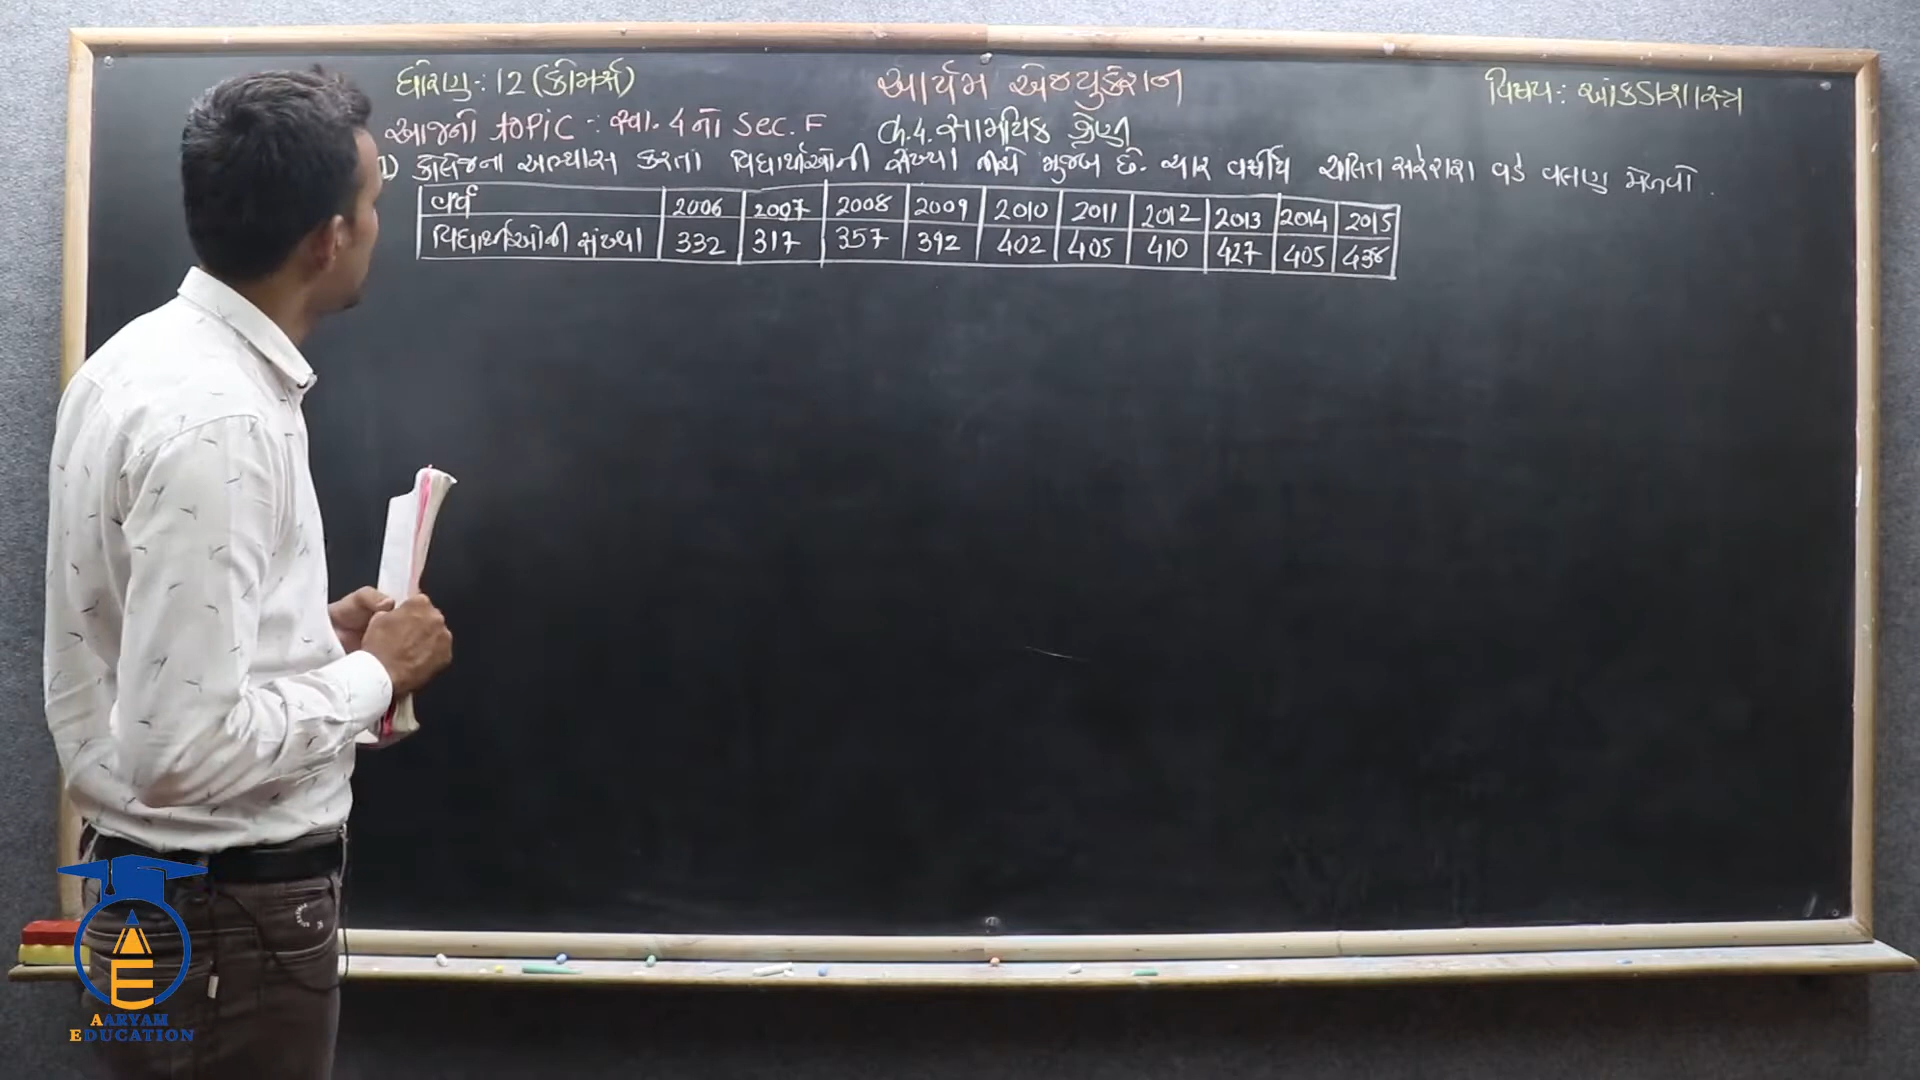 ધોરણ:- 12 (કોમર્સ) આર્યમ એજ્યુકેશન વિષય:- આંકડાશાસ્ત્ર
આજનો topic :- સ્વા. 4 નો Sec. F ch.4. સામયિક શ્રેણી
1) કોલેજના અભ્યાસ કરતા વિદ્યાર્થીઓની સંખ્યા નીચે મુજબ છે. ચાર વર્ષીય ચલિત સરેરાશ વડે વલણ મેળવો.
વર્ષ 2006 2007 2008 2009 2010 2011 2012 2013 2014 2015
વિદ્યાર્થીઓની સંખ્યા 332 317 357 392 402 405 410 427 405
AARYAM
EDUCATION